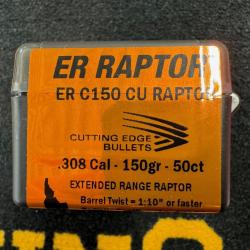 ER RAPTOR
ER C150 CU RAPTOR
CUTTING EDGE
BULLETS
.308 Cal - 150gr - 50ct
EXTENDED RANGE RAPTOR
Barrel Twist = 1:10" or faster